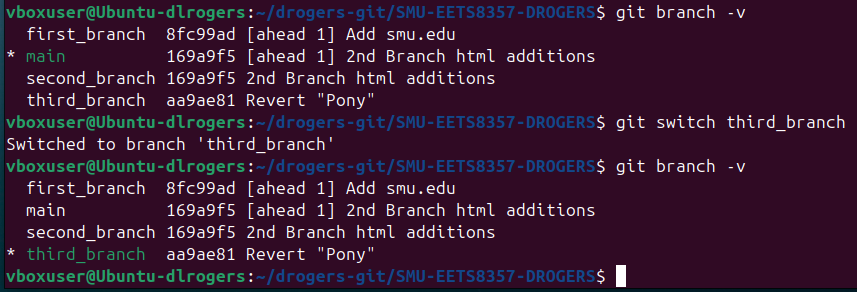 vboxuser@Ubuntu-dlrogers:~/drogers-git/SMU-EETS8357-DROGERS$ git branch -v
  first_branch  8fc99ad [ahead 1] Add smu.edu
* main          169a9f5 [ahead 1] 2nd Branch html additions
  second_branch 169a9f5 2nd Branch html additions
  third_branch  aa9ae81 Revert "Pony"
vboxuser@Ubuntu-dlrogers:~/drogers-git/SMU-EETS8357-DROGERS$ git switch third_branch
Switched to branch 'third_branch'
vboxuser@Ubuntu-dlrogers:~/drogers-git/SMU-EETS8357-DROGERS$ git branch -v
  first_branch  8fc99ad [ahead 1] Add smu.edu
  main          169a9f5 [ahead 1] 2nd Branch html additions
  second_branch 169a9f5 2nd Branch html additions
* third_branch  aa9ae81 Revert "Pony"
vboxuser@Ubuntu-dlrogers:~/drogers-git/SMU-EETS8357-DROGERS$